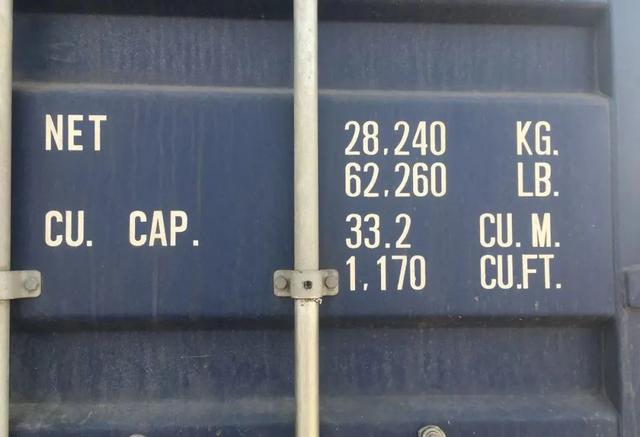 NET 28,240 KG.
62,260 LB.
CU. CAP. 33.2 CU. M.
1,170 CU.FT.